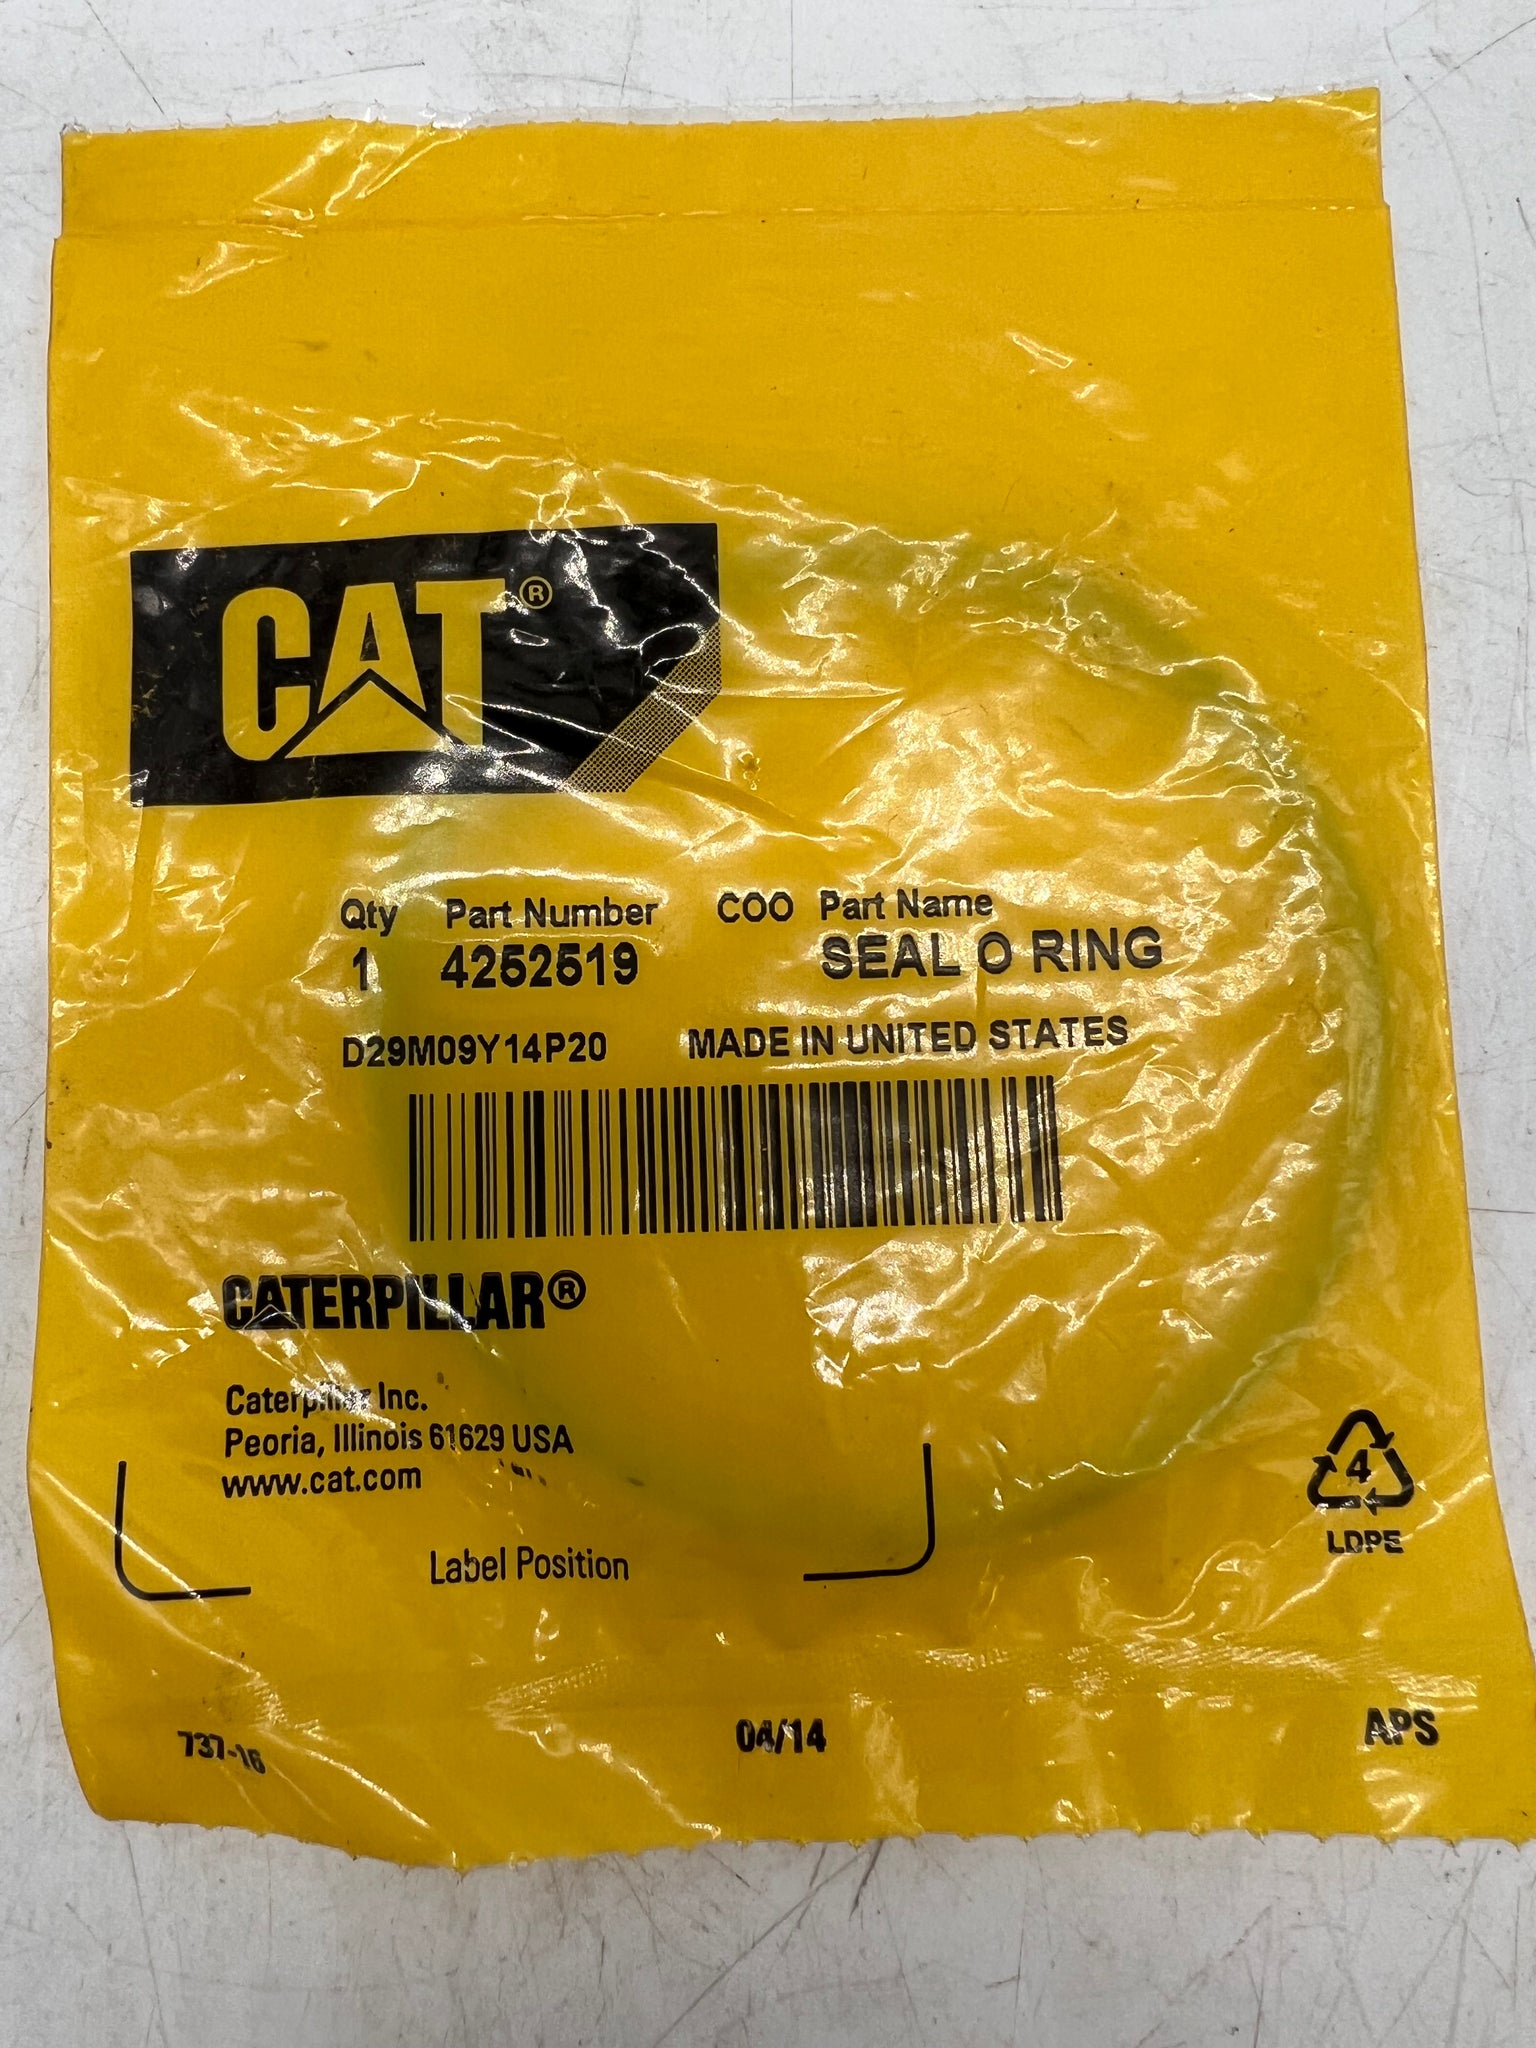 CAT®
Qty Part Number COO Part Name
1 4252519 SEAL O RING
D29M09Y14P20 MADE IN UNITED STATES
CATERPILLAR®
Caterpillar Inc.
Peoria, Illinois 61629 USA
www.cat.com
4
LDPE
Label Position
737-16 04/14 APS